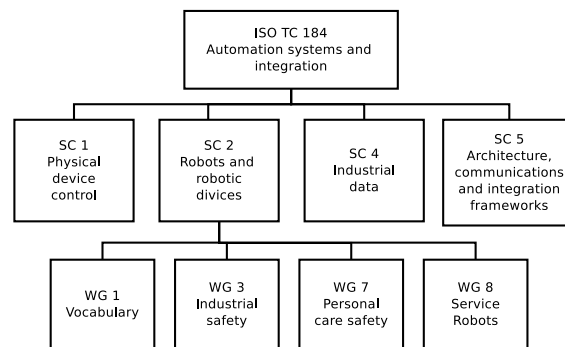 ISO TC 184
Automation systems and
integration
SC 1
Physical
device
control
SC 2
Robots and
robotic
divices
SC 4
Industrial
data
SC 5
Architecture,
communications
and integration
frameworks
WG 1
Vocabulary
WG 3
Industrial
safety
WG 7
Personal
care safety
WG 8
Service
Robots